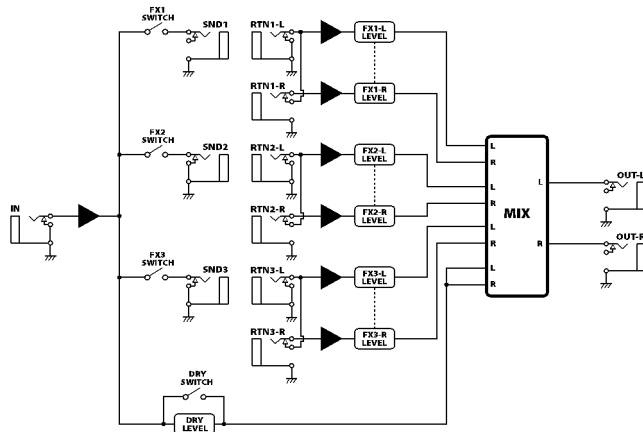 FX1
SWITCH
SND1
RTN1-L
FX1-L
LEVEL
RTN1-R
FX1-R
LEVEL
FX2
SWITCH
SND2
RTN2-L
FX2-L
LEVEL
RTN2-R
FX2-R
LEVEL
FX3
SWITCH
SND3
RTN3-L
FX3-L
LEVEL
RTN3-R
FX3-R
LEVEL
IN
DRY
SWITCH
DRY
LEVEL
L
R
L
R
L
R
L
R
MIX
L
R
OUT-L
OUT-R